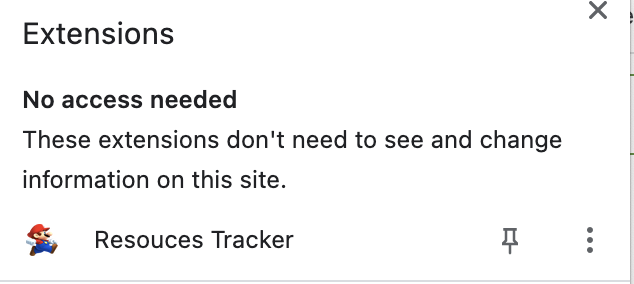 Extensions
No access needed
These extensions don't need to see and change
information on this site.
Resouces Tracker